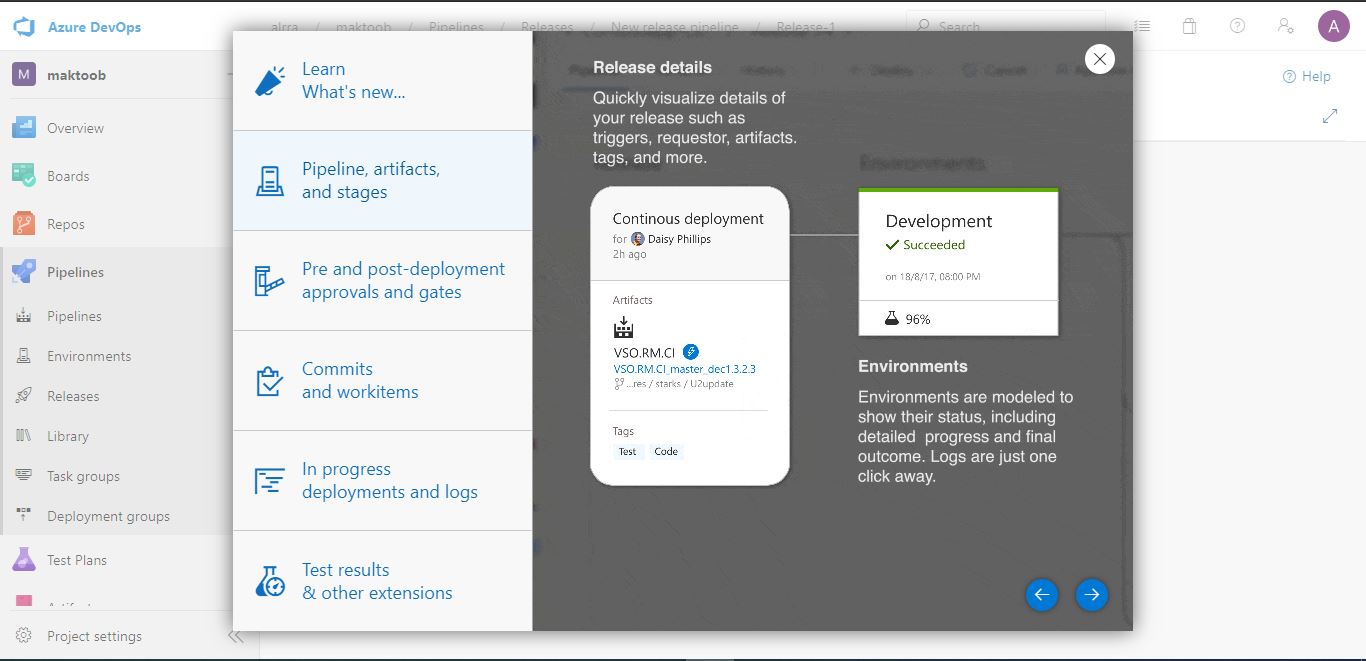 Azure DevOps
alrra / maktoob / Pipelines / Releases / New release pipeline / Release-1
Search
A
M maktoob
Overview
Boards
Repos
Pipelines
Pipelines
Environments
Releases
Library
Task groups
Deployment groups
Test Plans
Project settings
Learn
What's new...
Pipeline, artifacts,
and stages
Pre and post-deployment
approvals and gates
Commits
and workitems
In progress
deployments and logs
Test results
& other extensions
Release details
Quickly visualize details of
your release such as
triggers, requestor, artifacts.
tags, and more.
Continous deployment
for Daisy Phillips
2h ago
Artifacts
VSO.RM.CI
VSO.RM.CI_master_dec1.3.2.3
...res / starks / U2update
Tags
Test Code
Environments
Development
Succeeded
on 18/8/17, 08:00 PM
96%
Environments
Environments are modeled to
show their status, including
detailed progress and final
outcome. Logs are just one
click away.
Help